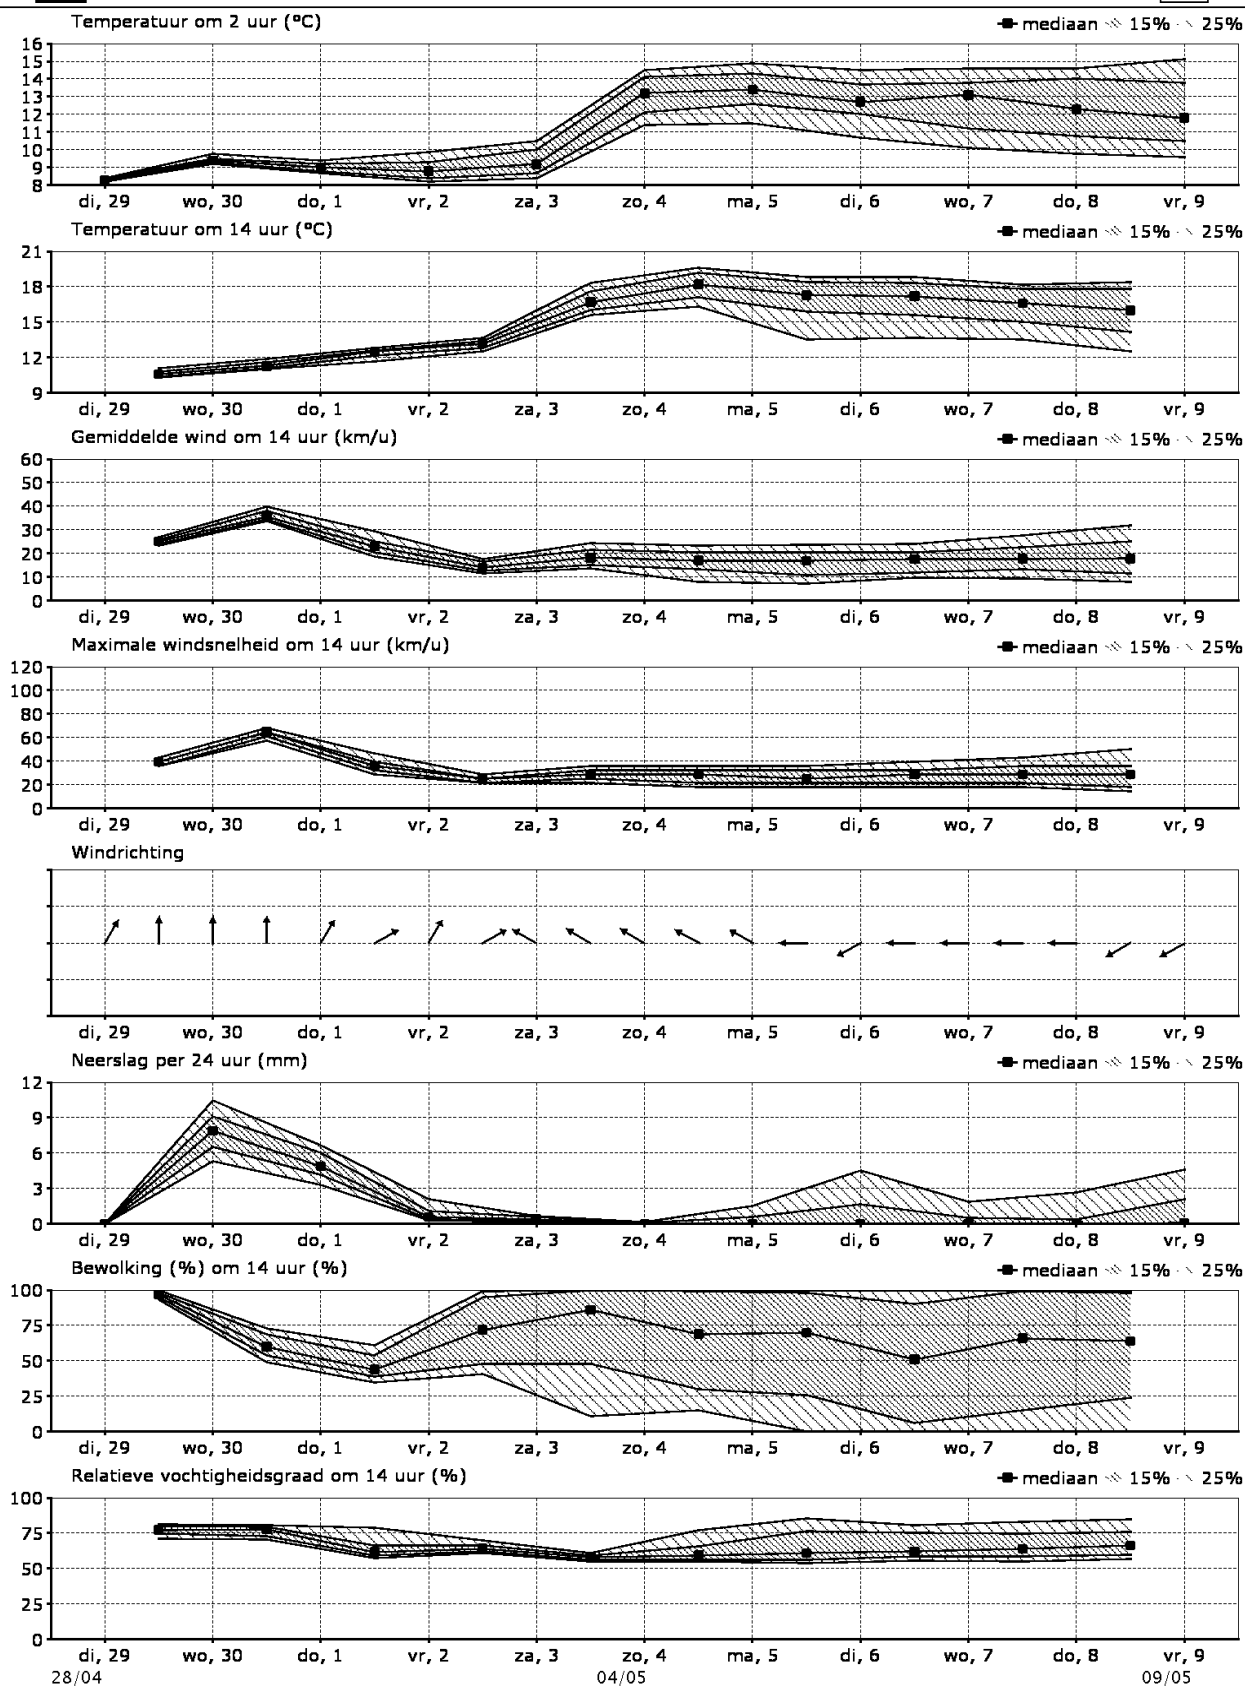 Temperatuur om 2 uur (°C) mediaan 15% 25%
16
15
14
13
12
11
10
9
8
di, 29 wo, 30 do, 1 vr, 2 za, 3 zo, 4 ma, 5 di, 6 wo, 7 do, 8 vr, 9
Temperatuur om 14 uur (°C) mediaan 15% 25%
21
18
15
12
9
di, 29 wo, 30 do, 1 vr, 2 za, 3 zo, 4 ma, 5 di, 6 wo, 7 do, 8 vr, 9
Gemiddelde wind om 14 uur (km/u) mediaan 15% 25%
60
50
40
30
20
10
0
di, 29 wo, 30 do, 1 vr, 2 za, 3 zo, 4 ma, 5 di, 6 wo, 7 do, 8 vr, 9
Maximale windsnelheid om 14 uur (km/u) mediaan 15% 25%
120
100
80
60
40
20
0
di, 29 wo, 30 do, 1 vr, 2 za, 3 zo, 4 ma, 5 di, 6 wo, 7 do, 8 vr, 9
Windrichting
di, 29 wo, 30 do, 1 vr, 2 za, 3 zo, 4 ma, 5 di, 6 wo, 7 do, 8 vr, 9
Neerslag per 24 uur (mm) mediaan 15% 25%
12
9
6
3
0
di, 29 wo, 30 do, 1 vr, 2 za, 3 zo, 4 ma, 5 di, 6 wo, 7 do, 8 vr, 9
Bewolking (%) om 14 uur (%) mediaan 15% 25%
100
75
50
25
0
di, 29 wo, 30 do, 1 vr, 2 za, 3 zo, 4 ma, 5 di, 6 wo, 7 do, 8 vr, 9
Relatieve vochtigheidsgraad om 14 uur (%) mediaan 15% 25%
100
75
50
25
0
di, 29 wo, 30 do, 1 vr, 2 za, 3 zo, 4 ma, 5 di, 6 wo, 7 do, 8 vr, 9
28/04 04/05 09/05